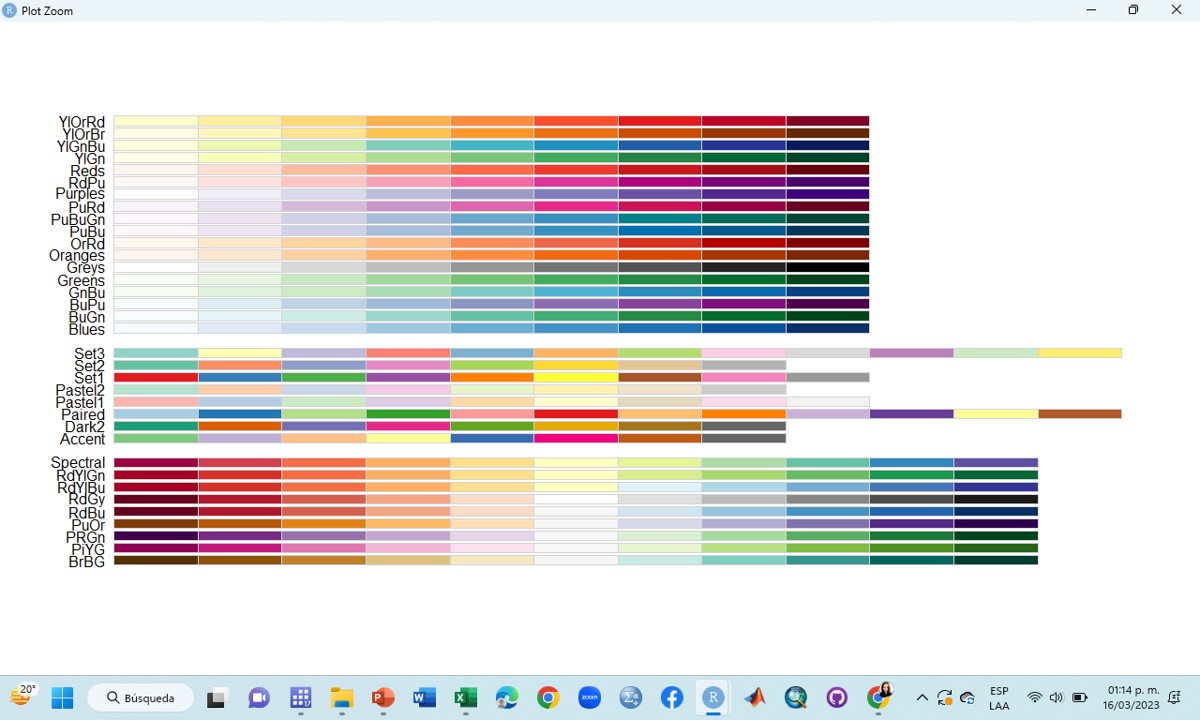 R Plot Zoom
YlOrRd
YlOrBr
YlGnBu
YlGn
Reds
RdPu
Purples
PuRd
PuBuGn
PuBu
OrRd
Oranges
Greys
Greens
GnBu
BuPu
BuGn
Blues
Set3
Set2
Set1
Pastel2
Pastel1
Paired
Dark2
Accent
Spectral
RdYlGn
RdYlBu
RdGy
RdBu
PuOr
PRGn
PiYG
BrBG
20°
Búsqueda
P
W
X
zoom
R
ESP
LAA
01:14 p. m.
16/03/2023